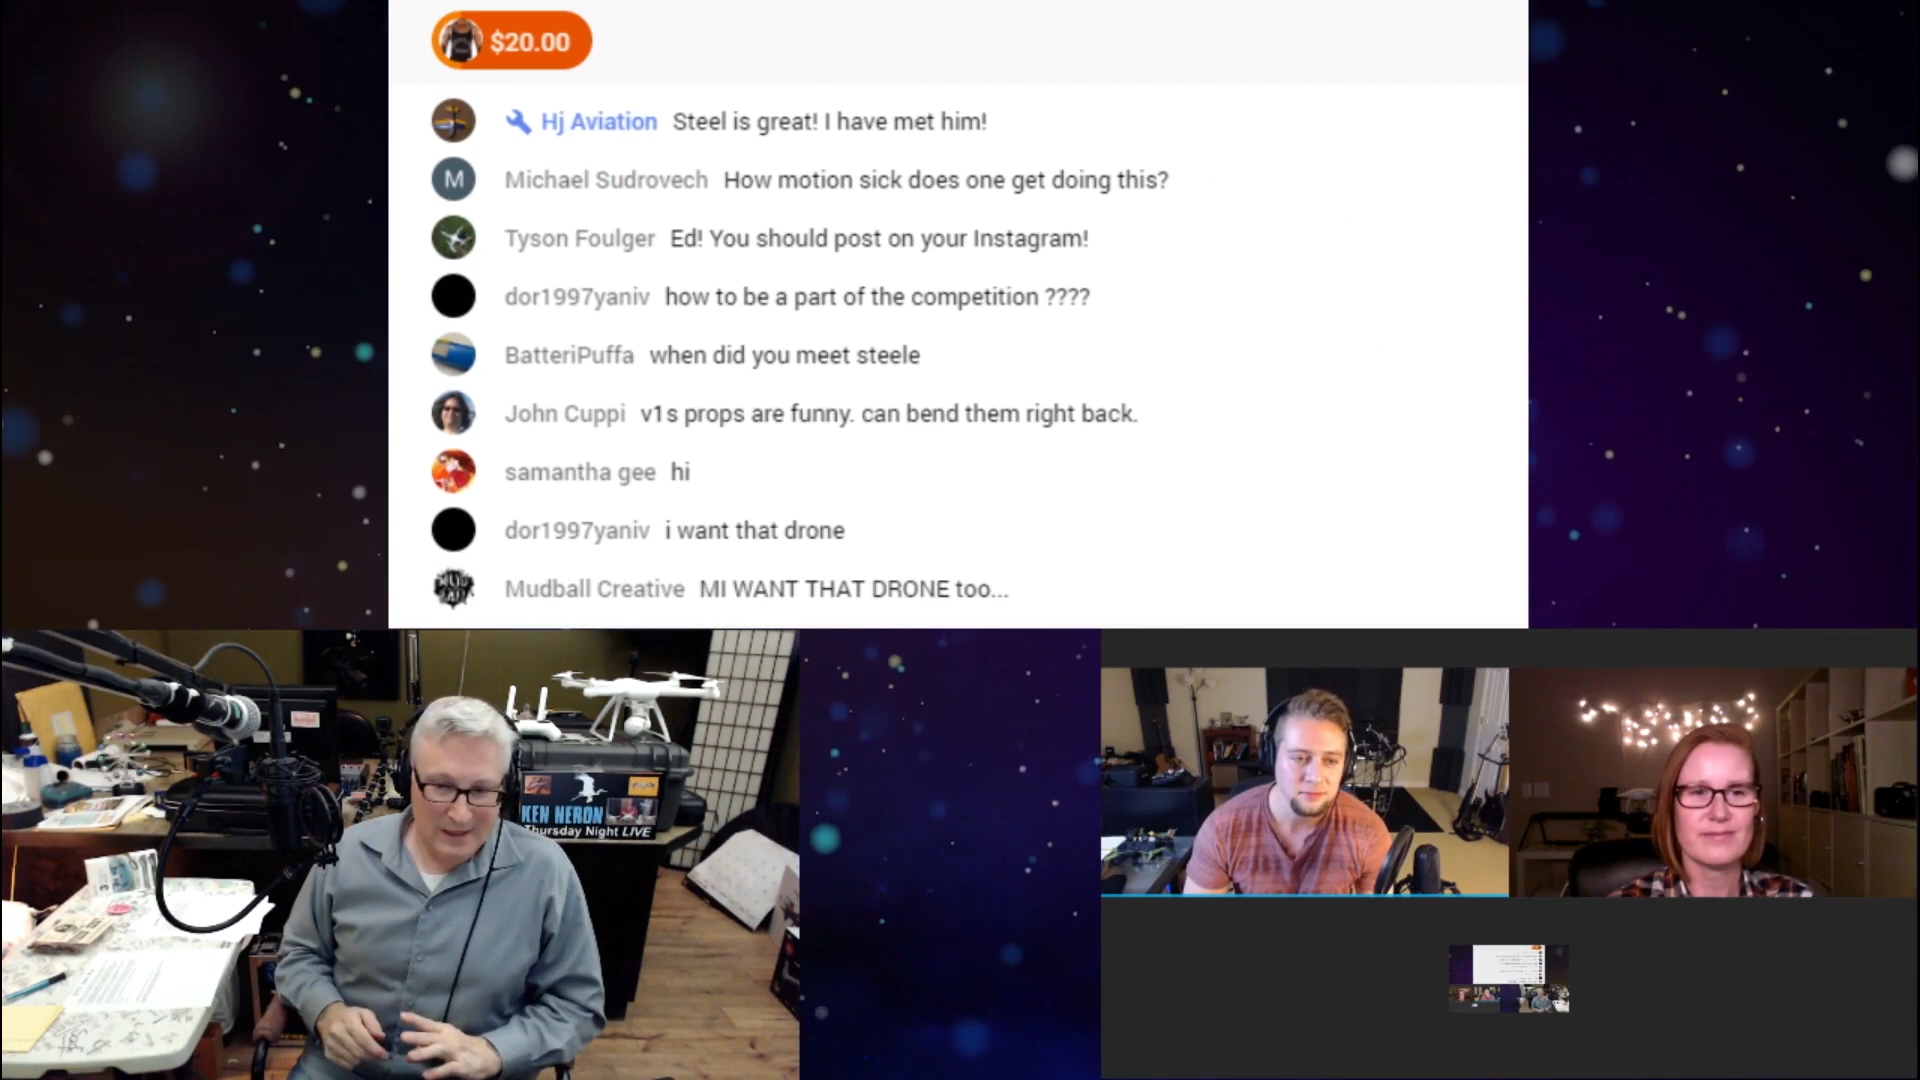 $20.00
Hj Aviation Steel is great! I have met him!
M Michael Sudrovech How motion sick does one get doing this?
Tyson Foulger Ed! You should post on your Instagram!
dor1997yaniv how to be a part of the competition ????
BatteriPuffa when did you meet steele
John Cuppi v1s props are funny. can bend them right back.
samantha gee hi
dor1997yaniv i want that drone
Mudball Creative MI WANT THAT DRONE too...
KEN NERON
Thursday Night LIVE